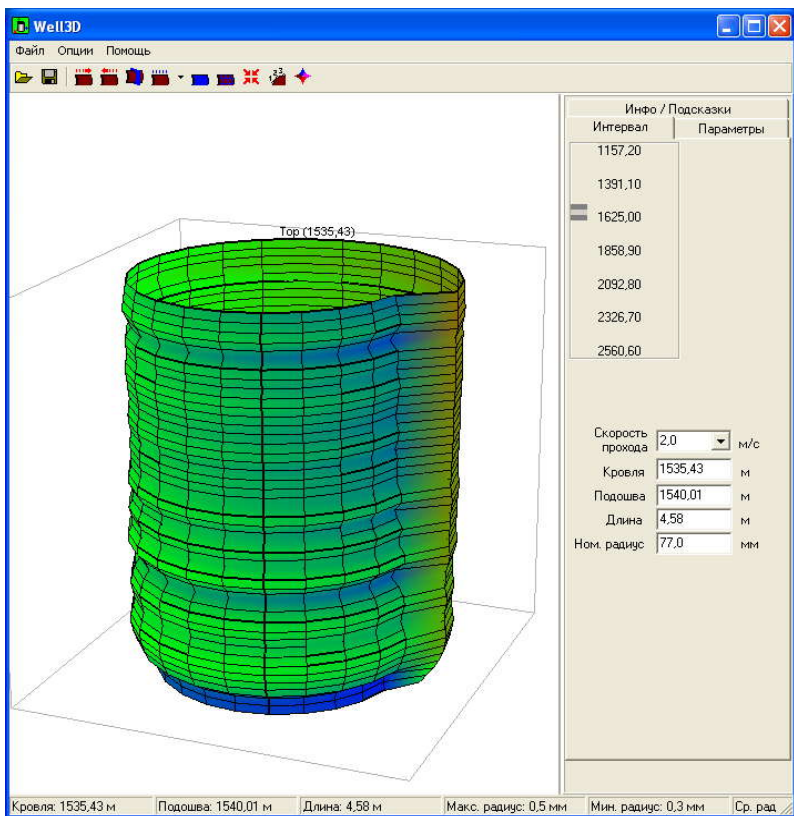 Well3D
Файл Опции Помощь
Инфо / Подсказки
Интервал Параметры
1157,20
1391,10
1625,00
1858,90
2092,80
2326,70
2560,60
Top (1535,43)
Скорость прохода 2,0 м/с
Кровля 1535,43 м
Подошва 1540,01 м
Длина 4,58 м
Ном. радиус 77,0 мм
Кровля: 1535,43 м Подошва: 1540,01 м Длина: 4,58 м Макс. радиус: 0,5 мм Мин. радиус: 0,3 мм Ср. рад